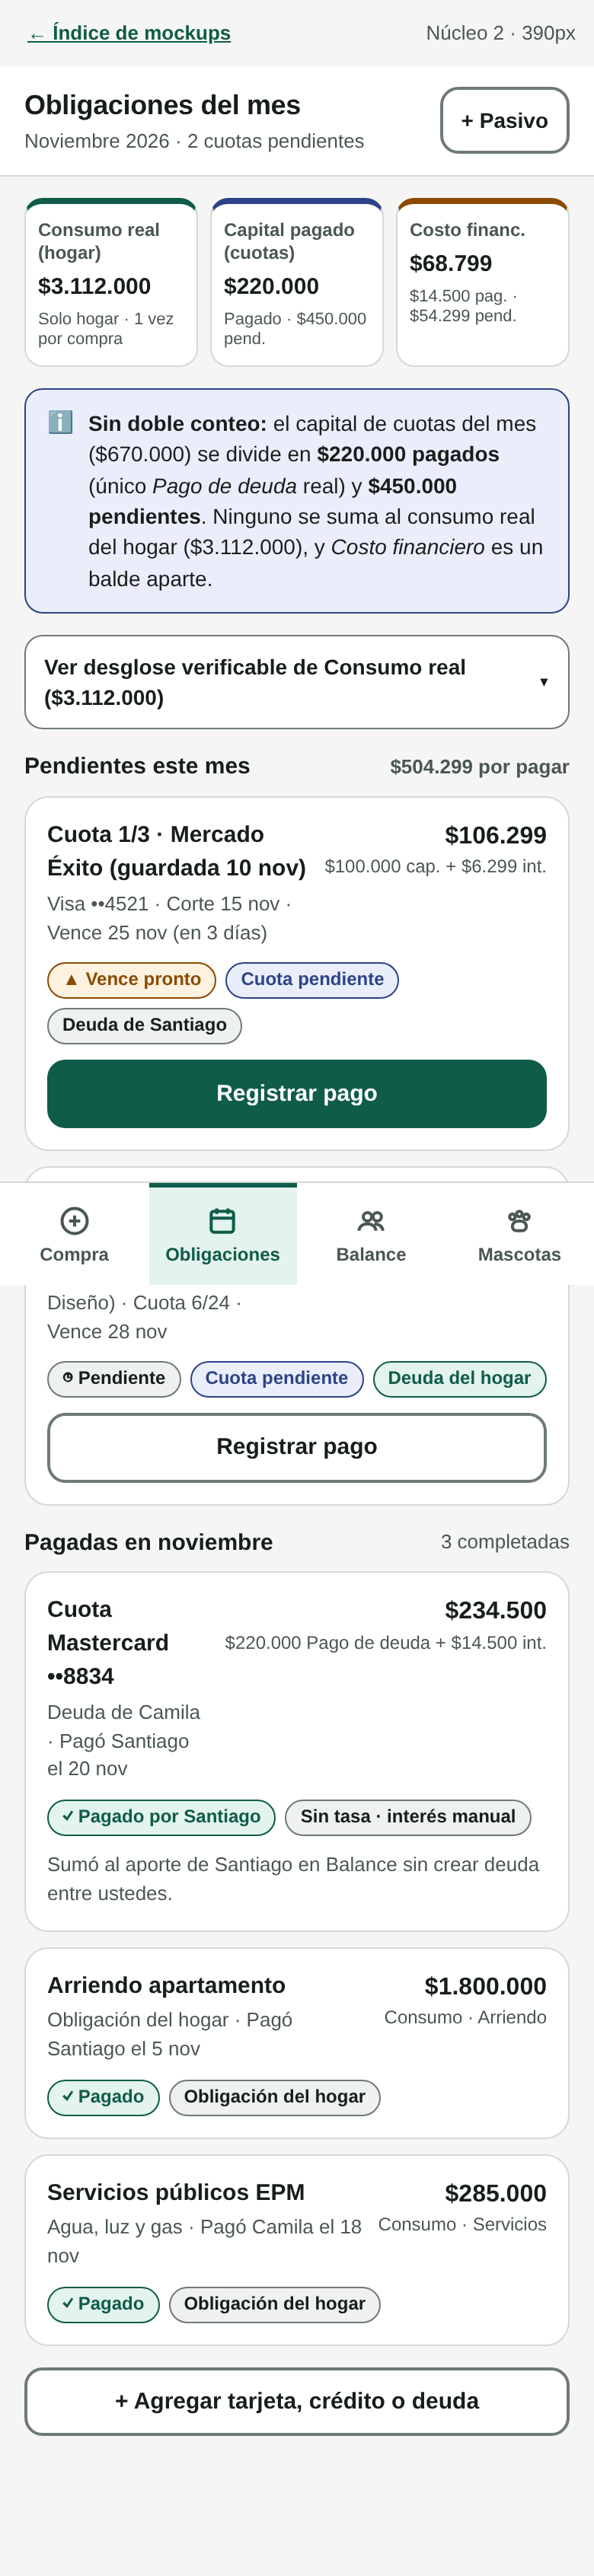 ← Índice de mockups
Núcleo 2 · 390px
Obligaciones del mes
Noviembre 2026 · 2 cuotas pendientes
+ Pasivo
Consumo real
(hogar)
$3.112.000
Solo hogar · 1 vez
por compra
Capital pagado
(cuotas)
$220.000
Pagado · $450.000
pend.
Costo financ.
$68.799
$14.500 pag. ·
$54.299 pend.
Sin doble conteo: el capital de cuotas del mes
($670.000) se divide en $220.000 pagados
(único Pago de deuda real) y $450.000
pendientes. Ninguno se suma al consumo real
del hogar ($3.112.000), y Costo financiero es un
balde aparte.
Ver desglose verificable de Consumo real
($3.112.000)
Pendientes este mes
$504.299 por pagar
Cuota 1/3 · Mercado
Éxito (guardada 10 nov)
$106.299
$100.000 cap. + $6.299 int.
Visa ••4521 · Corte 15 nov ·
Vence 25 nov (en 3 días)
▲ Vence pronto
Cuota pendiente
Deuda de Santiago
Registrar pago
Compra
Obligaciones
Balance
Mascotas
Diseño) · Cuota 6/24 ·
Vence 28 nov
Pendiente
Cuota pendiente
Deuda del hogar
Registrar pago
Pagadas en noviembre
3 completadas
Cuota
Mastercard
••8834
$234.500
$220.000 Pago de deuda + $14.500 int.
Deuda de Camila
· Pagó Santiago
el 20 nov
✓ Pagado por Santiago
Sin tasa · interés manual
Sumó al aporte de Santiago en Balance sin crear deuda
entre ustedes.
Arriendo apartamento
$1.800.000
Obligación del hogar · Pagó
Santiago el 5 nov
Consumo · Arriendo
✓ Pagado
Obligación del hogar
Servicios públicos EPM
$285.000
Agua, luz y gas · Pagó Camila el 18
nov
Consumo · Servicios
✓ Pagado
Obligación del hogar
+ Agregar tarjeta, crédito o deuda